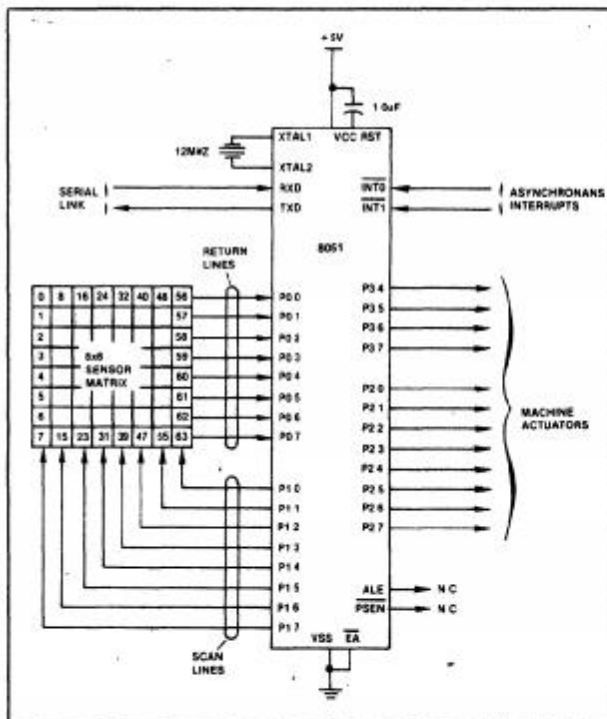 +5V
1 0uF
XTAL1
VCC RST
12MHZ
XTAL2
SERIAL LINK
RXD
TXD
INT0
INT1
ASYNCHRONANS INTERRUPTS
8051
RETURN LINES
0 8 16 24 32 40 48 56
1 57
2 58
3 59
4 60
5 61
6 62
7 15 23 31 39 47 55 63
8x8 SENSOR MATRIX
P0 0
P0 1
P0 2
P0 3
P0 4
P0 5
P0 6
P0 7
P3 4
P3 5
P3 6
P3 7
P2 0
P2 1
P2 2
P2 3
P2 4
P2 5
P2 6
P2 7
MACHINE ACTUATORS
P1 0
P1 1
P1 2
P1 3
P1 4
P1 5
P1 6
P1 7
SCAN LINES
ALE
N C
PSEN
N C
VSS
EA